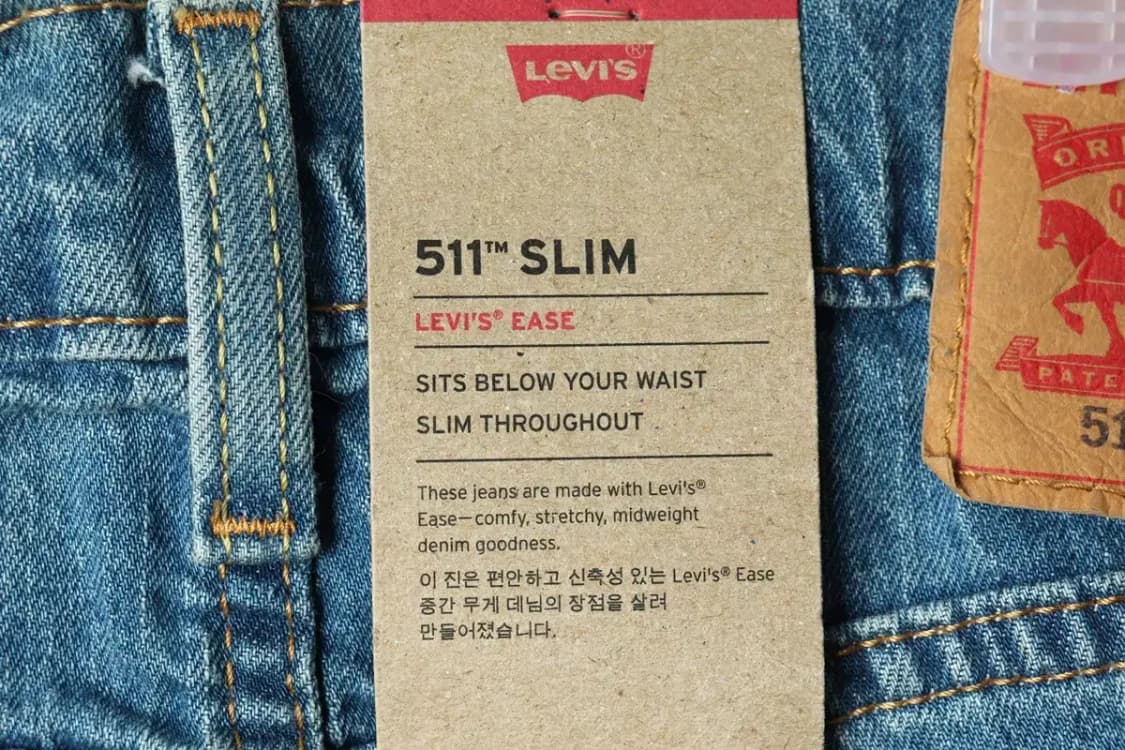 LEVI'S®
511™ SLIM
LEVI'S® EASE
SITS BELOW YOUR WAIST
SLIM THROUGHOUT
These jeans are made with Levi's®
Ease—comfy, stretchy, midweight
denim goodness.
이 진은 편안하고 신축성 있는 Levi's® Ease
중간 무게 데님의 장점을 살려
만들어졌습니다.